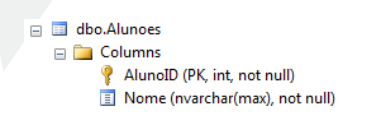 dbo.Alunoes
Columns
AlunoID (PK, int, not null)
Nome (nvarchar(max), not null)